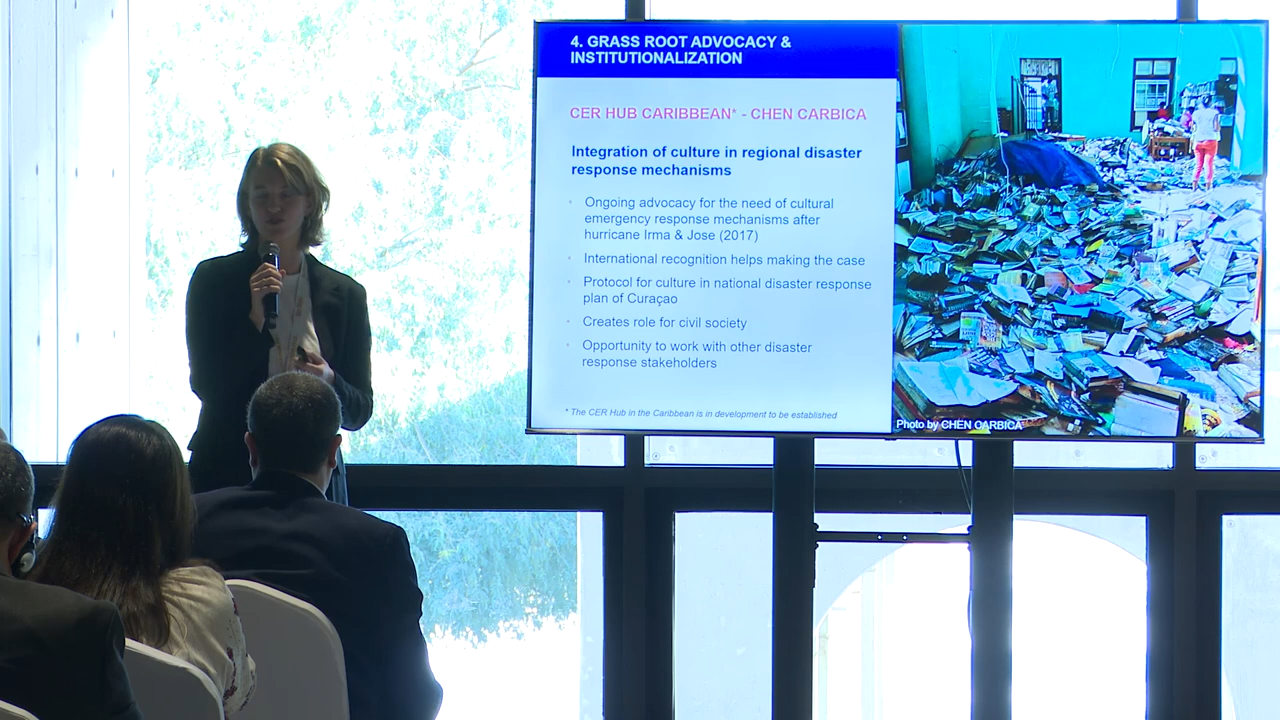 4. GRASS ROOT ADVOCACY &
INSTITUTIONALIZATION
CER HUB CARIBBEAN* - CHEN CARBICA
Integration of culture in regional disaster
response mechanisms
Ongoing advocacy for the need of cultural
emergency response mechanisms after
hurricane Irma & Jose (2017)
International recognition helps making the case
Protocol for culture in national disaster response
plan of Curaçao
Creates role for civil society
Opportunity to work with other disaster
response stakeholders
* The CER Hub in the Caribbean is in development to be established
Photo by CHEN CARBICA